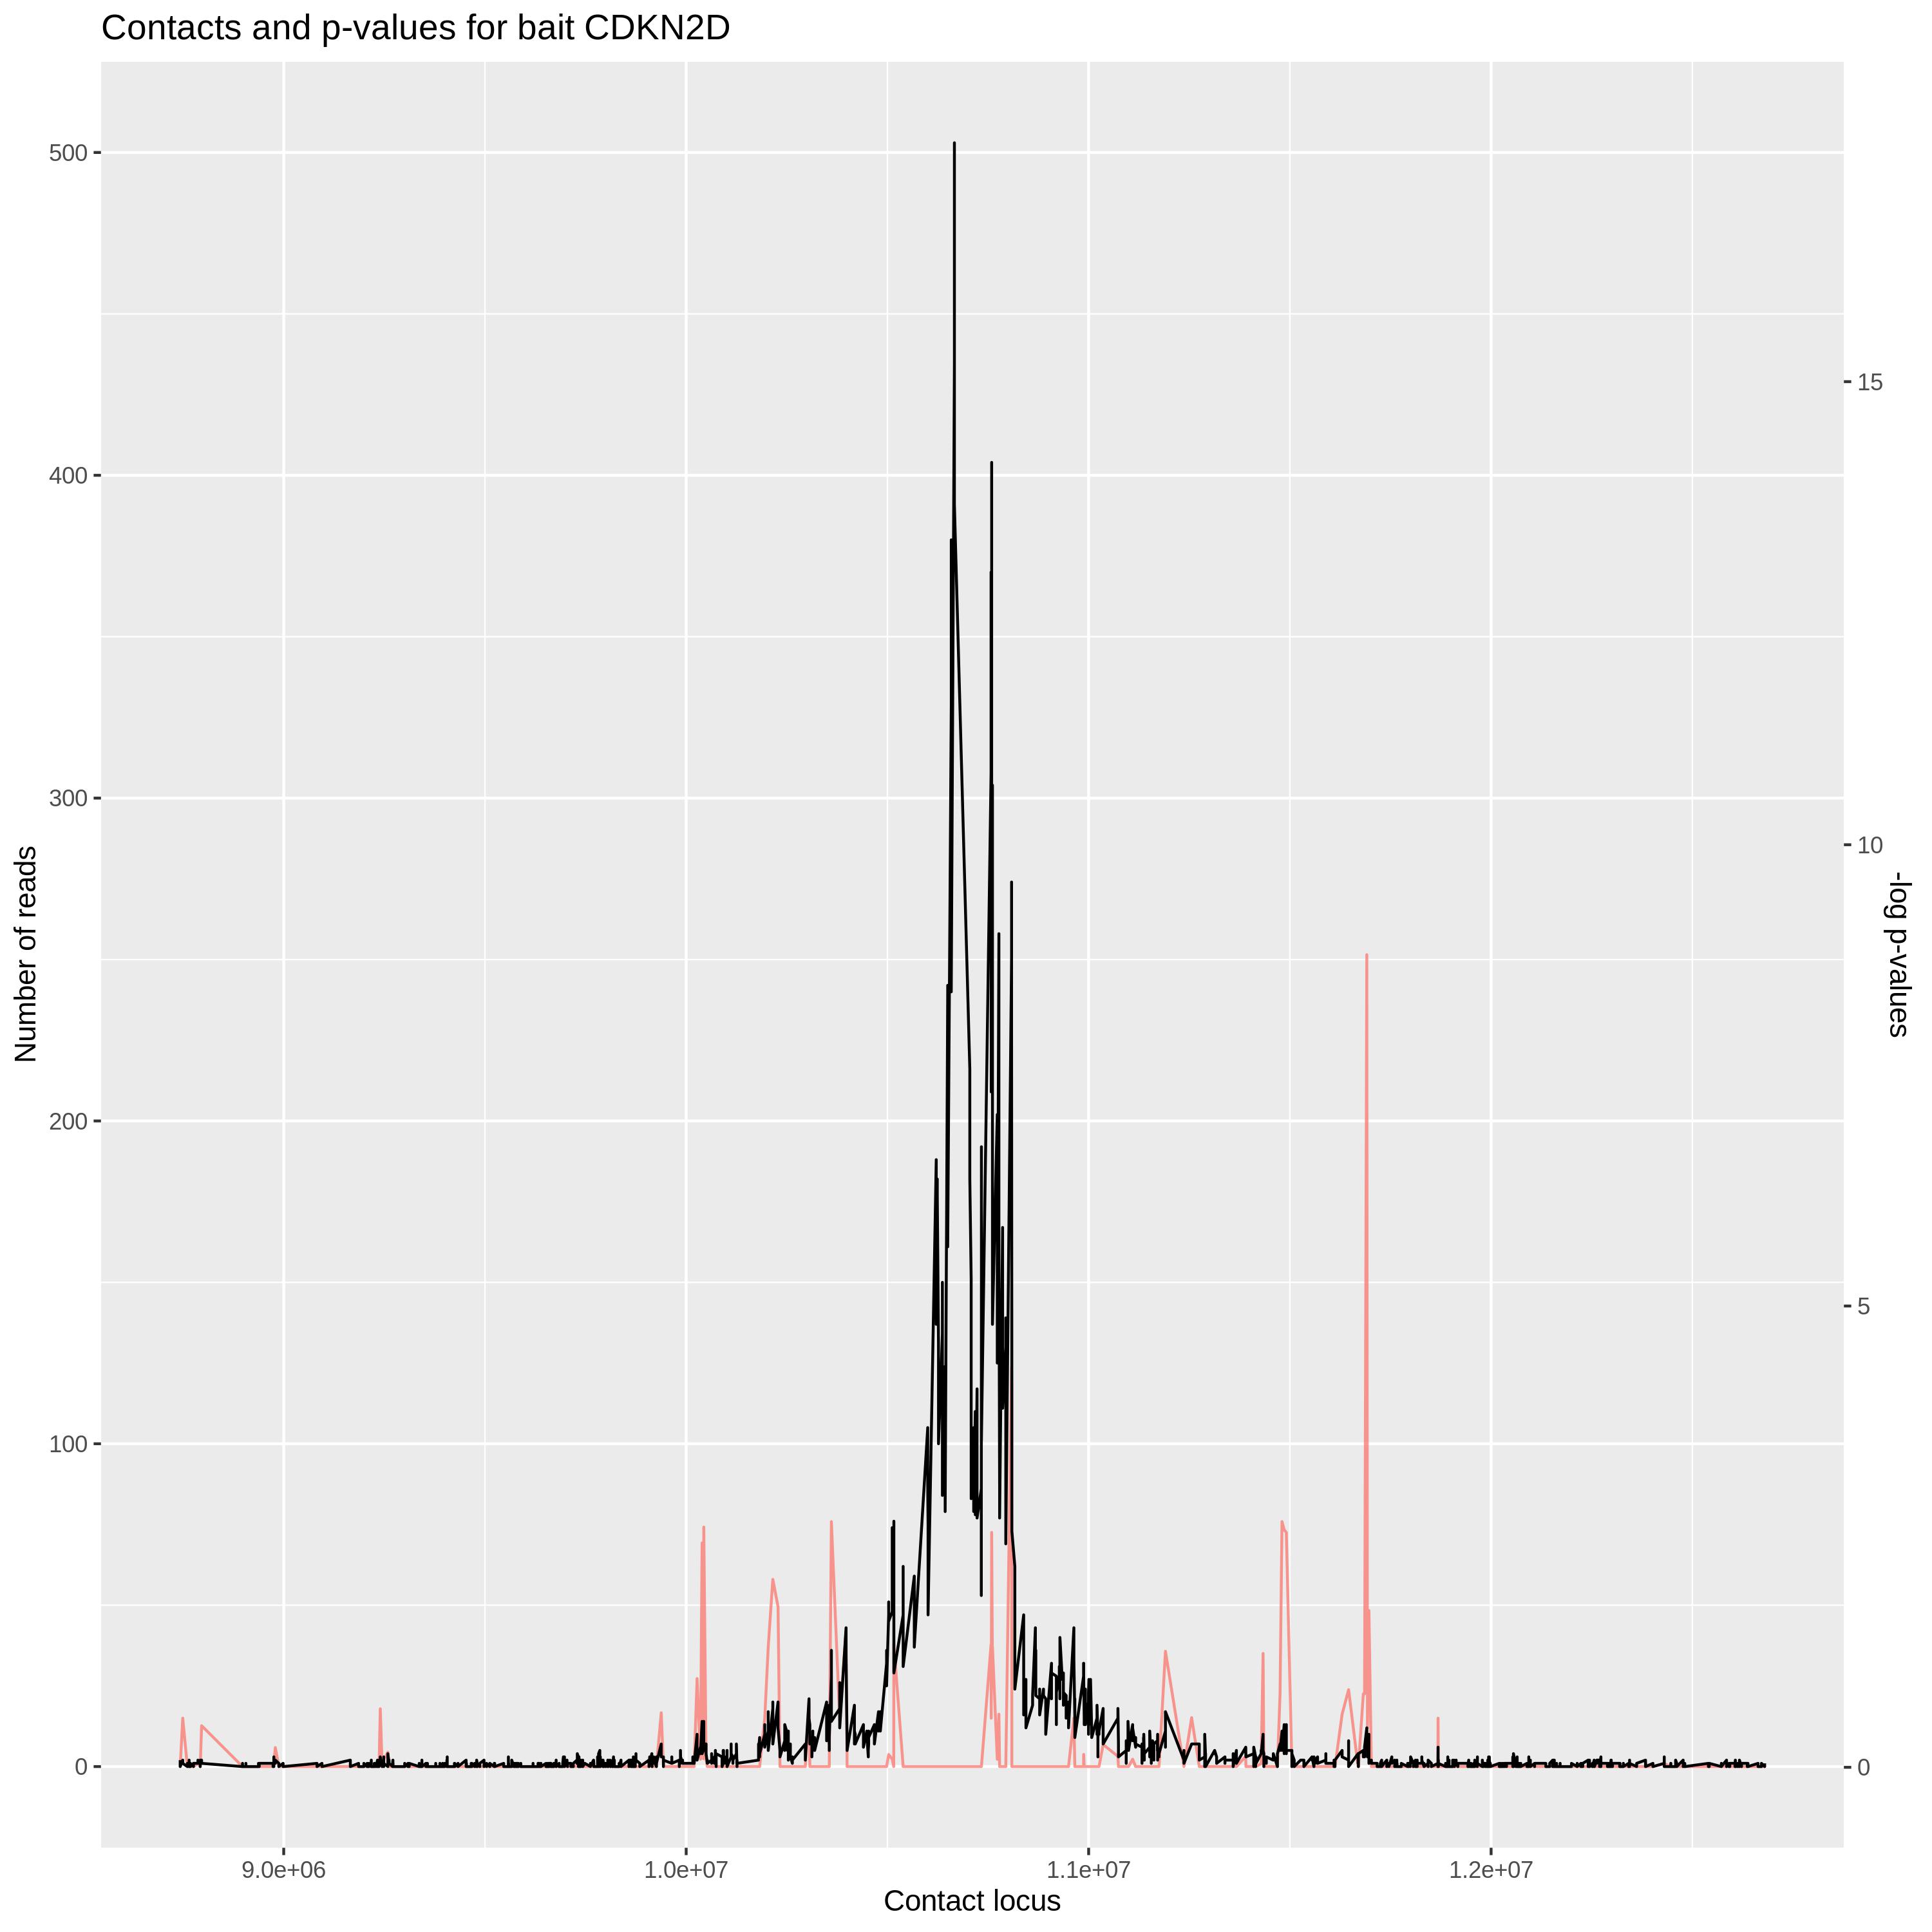 Contacts and p-values for bait CDKN2D
500
400
300
200
100
0
Number of reads
15
10
5
0
-log p-values
9.0e+06
1.0e+07
1.1e+07
1.2e+07
Contact locus